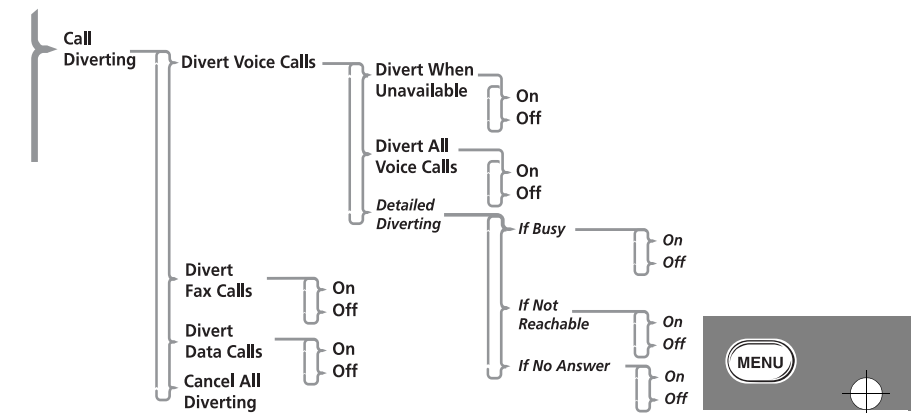 Call
Diverting
Divert Voice Calls
Divert When
Unavailable
On
Off
Divert All
Voice Calls
On
Off
Detailed
Diverting
If Busy
On
Off
If Not
Reachable
On
Off
If No Answer
On
Off
Divert
Fax Calls
On
Off
Divert
Data Calls
On
Off
Cancel All
Diverting
MENU